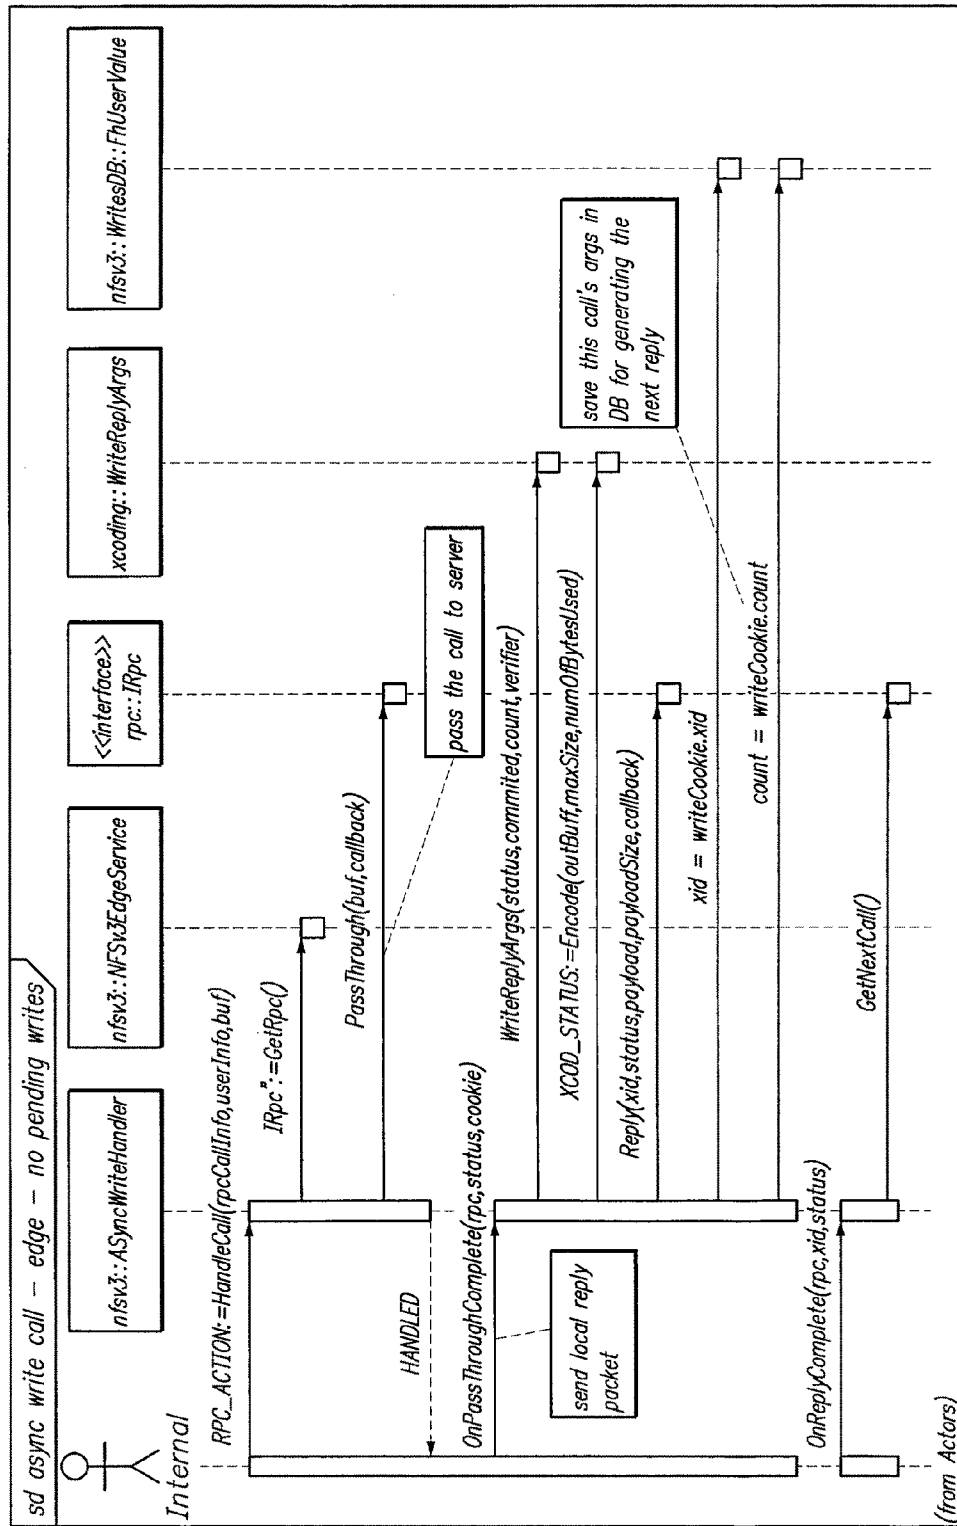 sd async write call – edge – no pending writes
Internal
nfsv3::ASyncWriteHandler
nfsv3::NFSv3EdgeService
<<interface>>
rpc::IRpc
xcoding::WriteReplyArgs
nfsv3::WritesDB::FhUserValue
RPC_ACTION:=HandleCall(rpcCallInfo,userInfo,buf)
IRpc*:=GetRpc()
PassThrough(buf,callback)
pass the call to server
HANDLED
OnPassThroughComplete(rpc,status,cookie)
send local reply
packet
WriteReplyArgs(status,commited,count,verifier)
XCOD_STATUS:=Encode(outBuff,maxSize,numOfBytesUsed)
Reply(xid,status,payload,payloadSize,callback)
save this call's args in
DB for generating the
next reply
xid = writeCookie.xid
count = writeCookie.count
OnReplyComplete(rpc,xid,status)
GetNextCall()
(from Actors)